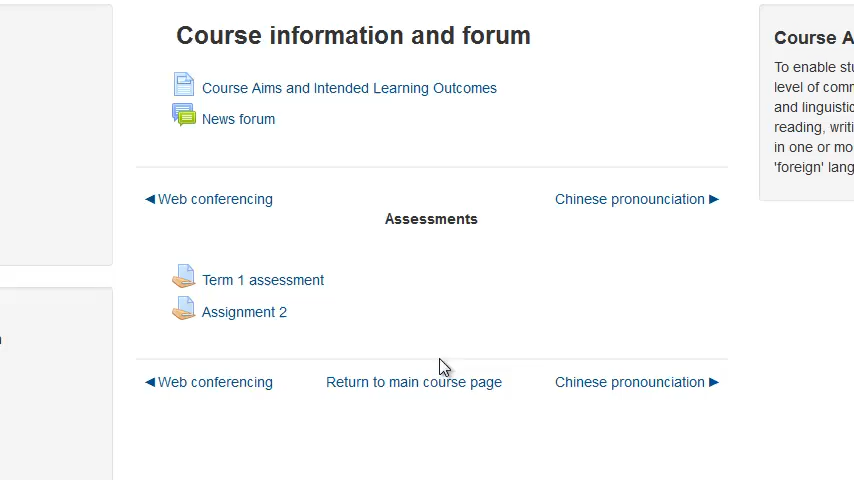 Course information and forum
Course Aims and Intended Learning Outcomes
News forum
◀ Web conferencing
Chinese pronounciation ▶
Assessments
Term 1 assessment
Assignment 2
◀ Web conferencing
Return to main course page
Chinese pronounciation ▶
Course A
To enable stu
level of comm
and linguistic
reading, writi
in one or mo
'foreign' lang